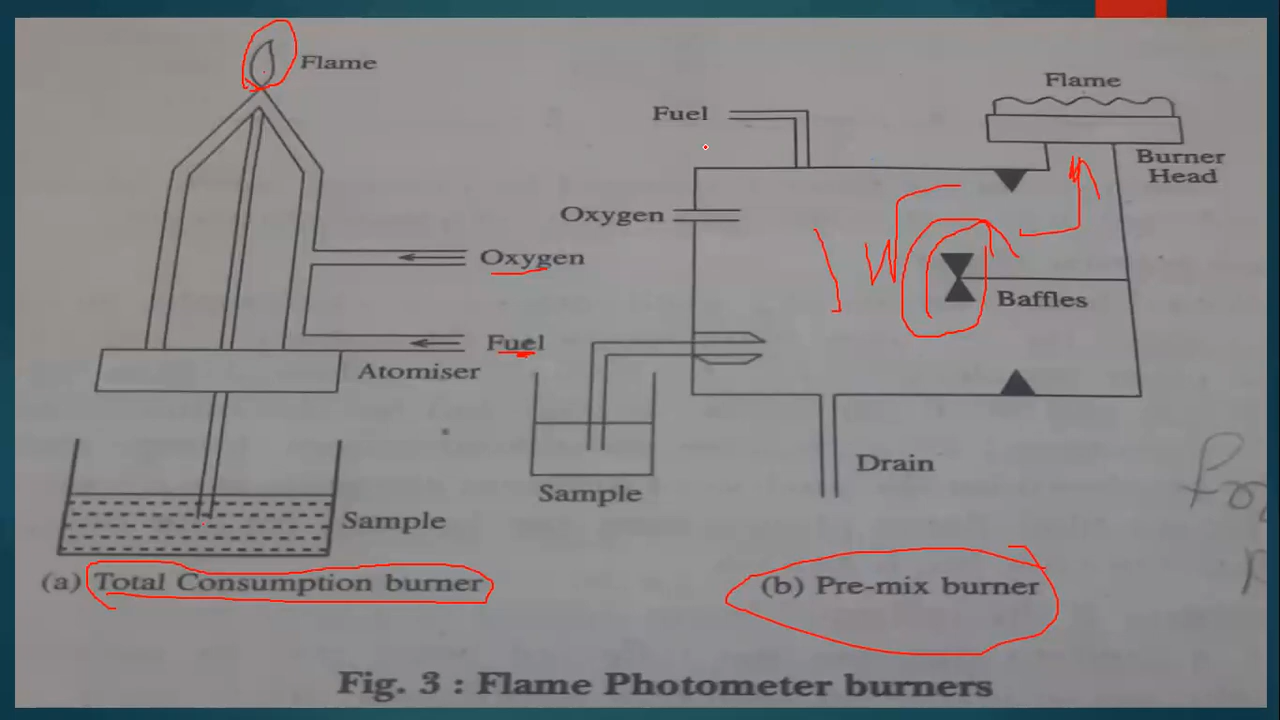 Flame
Oxygen
Fuel
Atomiser
Sample
(a) Total Consumption burner
Fuel
Flame
Burner
Head
Oxygen
Baffles
Sample
Drain
(b) Pre-mix burner
Fig. 3 : Flame Photometer burners